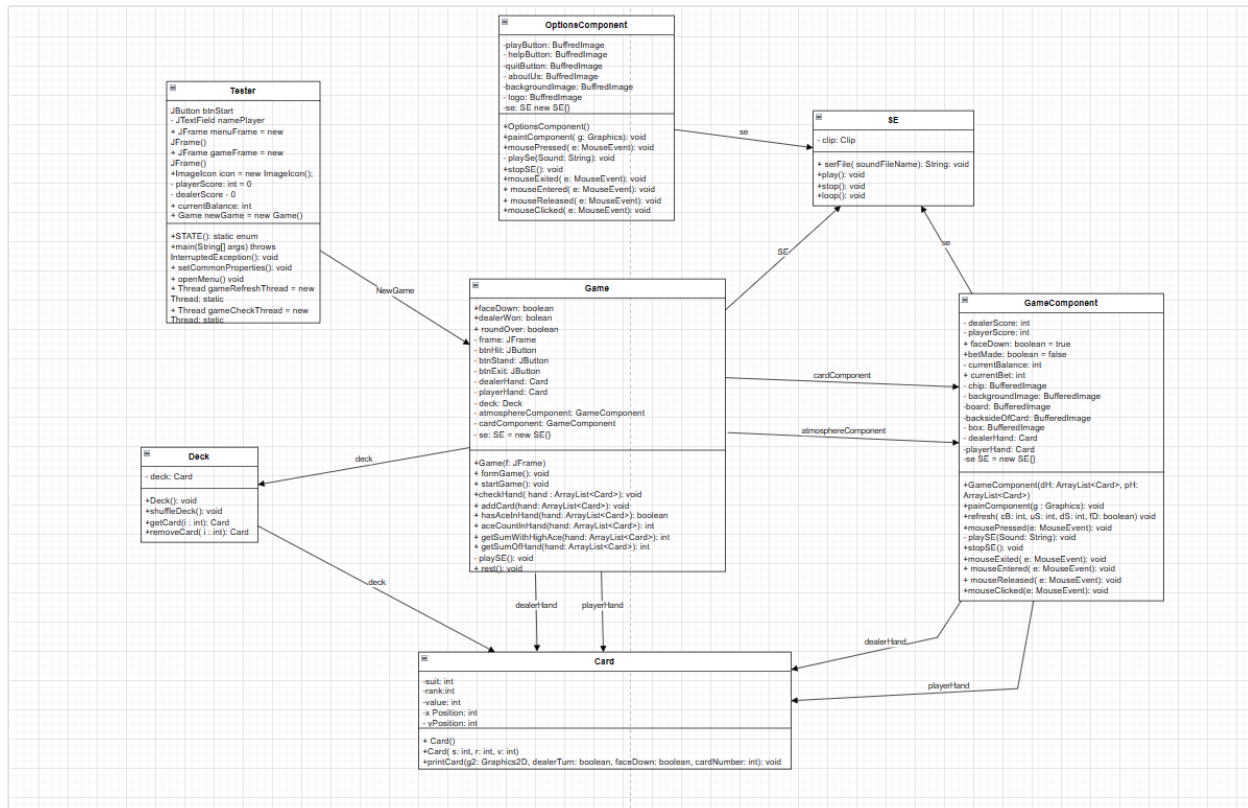 OptionsComponent
-playButton: BuffredImage
- helpButton: BuffredImage
-quitButton: BuffredImage
- aboutUs: BuffredImage
-backgroundImage: BuffredImage
- logo: BuffredImage
-se: SE new SE{)
+OptionsComponent()
+paintComponent( g: Graphics): void
+mousePressed( e: MouseEvent): void
- playSe(Sound: String): void
+stopSE(): void
+mouseExited( e: MouseEvent): void
+ mouseEntered( e: MouseEvent): void
+ mouseReleased( e: MouseEvent): void
+mouseClicked( e: MouseEvent): void
Tester
JButton btnStart
- JTextField namePlayer
+ JFrame menuFrame = new
JFrame()
+ JFrame gameFrame = new
JFrame()
+ImageIcon icon = new ImageIcon();
- playerScore: int = 0
- dealerScore - 0
+ currentBalance: int
+ Game newGame = new Game()
+STATE(): static enum
+main(String[] args) throws
InterruptedException(): void
+ setCommonProperties(): void
+ openMenu() void
+ Thread gameRefreshThread = new
Thread: static
+ Thread gameCheckThread = new
Thread: static
SE
- clip: Clip
+ serFile( soundFileName): String: void
+play(): void
+stop(): void
+loop(): void
se
SE
se
NewGame
Game
+faceDown: boolean
+dealerWon: bolean
+ roundOver: boolean
- frame: JFrame
- btnHit: JButton
- btnStand: JButton
- btnExit: JButton
- dealerHand: Card
- playerHand: Card
- deck: Deck
- atmosphereComponent: GameComponent
- cardComponent: GameComponent
- se: SE = new SE{)
+Game(f: JFrame)
+ formGame(): void
+ startGame(): void
+checkHand ( hand : ArrayList<Card>): void
+ addCard(hand: ArrayList<Card>): void
+ hasAceInHand(hand: ArrayList<Card>): boolean
+ aceCountInHand(hand: ArrayList<Card>): int
+ getSumWithHighAce(hand: ArrayList<Card>): int
+ getSumOfHand(hand: ArrayList<Card>): int
- playSE(): void
+ rest(): void
GameComponent
- dealerScore: int
- playerScore: int
+ faceDown: boolean = true
+betMade: boolean = false
- currentBalance: int
+ currentBet: int
- chip: BufferedImage
- backgroundImage: BufferedImage
-board: BufferedImage
-backsideOfCard: BufferedImage
- box: BufferedImage
- dealerHand: Card
-playerHand: Card
-se SE = new SE{)
+GameComponent(dH: ArrayList<Card>, pH:
ArrayList<Card>)
+painComponent(g : Graphics): void
+refresh( cB: int, uS: int, dS: int, fD: boolean) void
+mousePressed(e: MouseEvent): void
- playSE(Sound: String): void
+stopSE(): void
+mouseExited( e: MouseEvent): void
+ mouseEntered( e: MouseEvent): void
+ mouseReleased( e: MouseEvent): void
+mouseClicked(e: MouseEvent): void
cardComponent
atmosphereComponent
deck
Deck
- deck: Card
+Deck(): void
+shuffleDeck(): void
+getCard(i : int): Card
+removeCard( i : int): Card
deck
dealerHand
playerHand
dealerHand
playerHand
Card
-suit: int
-rank:int
-value: int
-x Position: int
- yPosition: int
+ Card()
+Card( s: int, r: int, v: int)
+printCard(g2: Graphics2D, dealerTurn: boolean, faceDown: boolean, cardNumber: int): void